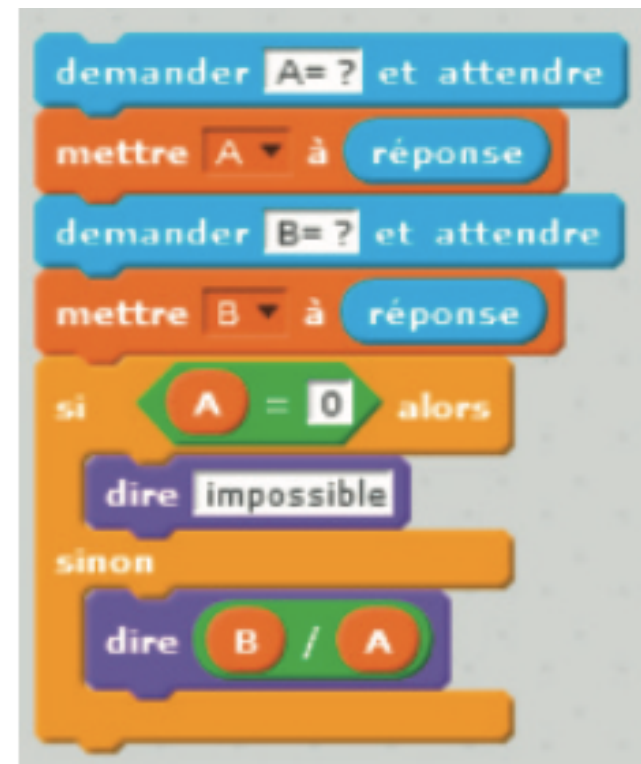 demander A= ? et attendre
mettre A à réponse
demander B= ? et attendre
mettre B à réponse
si A = 0 alors
dire impossible
sinon
dire B / A